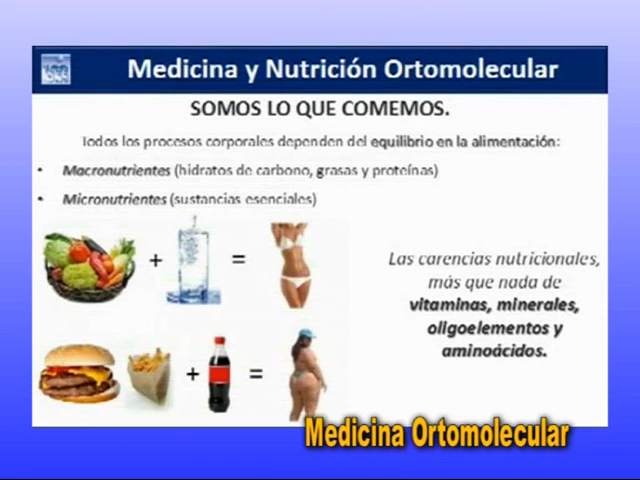 Medicina y Nutrición Ortomolecular
SOMOS LO QUE COMEMOS.
Todos los procesos corporales dependen del equilibrio en la alimentación:
• Macronutrientes (hidratos de carbono, grasas y proteínas)
• Micronutrientes (sustancias esenciales)
+ =
Las carencias nutricionales,
más que nada de
vitaminas, minerales,
oligoelementos y
aminoácidos.
+ =
Medicina Ortomolecular